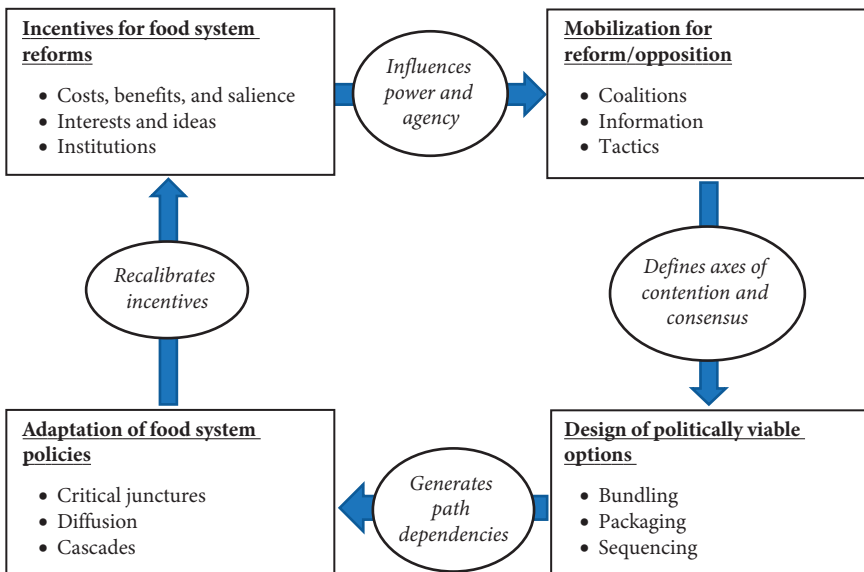 Incentives for food system
reforms
• Costs, benefits, and salience
• Interests and ideas
• Institutions
Influences
power and
agency
Mobilization for
reform/opposition
• Coalitions
• Information
• Tactics
Defines axes of
contention and
consensus
Design of politically viable
options
• Bundling
• Packaging
• Sequencing
Generates
path
dependencies
Adaptation of food system
policies
• Critical junctures
• Diffusion
• Cascades
Recalibrates
incentives